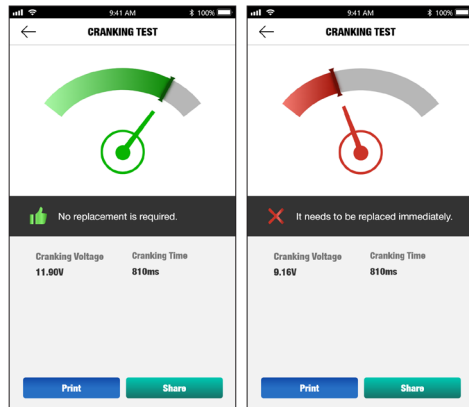 9:41 AM 100%
CRANKING TEST
No replacement is required.
Cranking Voltage Cranking Time
11.90V 810ms
Print Share
9:41 AM 100%
CRANKING TEST
It needs to be replaced immediately.
Cranking Voltage Cranking Time
9.16V 810ms
Print Share